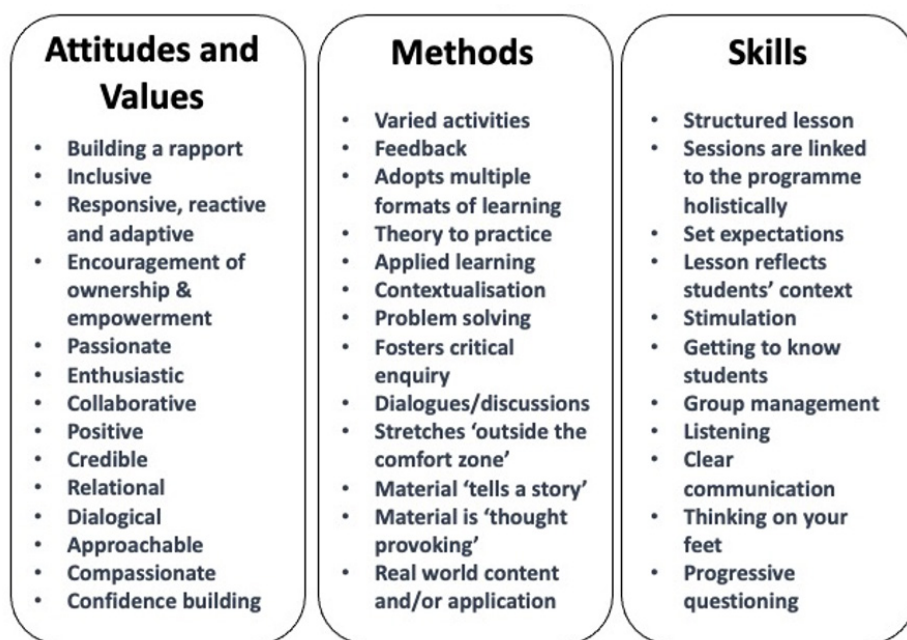 Attitudes and
Values
• Building a rapport
• Inclusive
• Responsive, reactive
and adaptive
• Encouragement of
ownership &
empowerment
• Passionate
• Enthusiastic
• Collaborative
• Positive
• Credible
• Relational
• Dialogical
• Approachable
• Compassionate
• Confidence building
Methods
• Varied activities
• Feedback
• Adopts multiple
formats of learning
• Theory to practice
• Applied learning
• Contextualisation
• Problem solving
• Fosters critical
enquiry
• Dialogues/discussions
• Stretches ‘outside the
comfort zone’
• Material ‘tells a story’
• Material is ‘thought
provoking’
• Real world content
and/or application
Skills
• Structured lesson
• Sessions are linked
to the programme
holistically
• Set expectations
• Lesson reflects
students’ context
• Stimulation
• Getting to know
students
• Group management
• Listening
• Clear
communication
• Thinking on your
feet
• Progressive
questioning